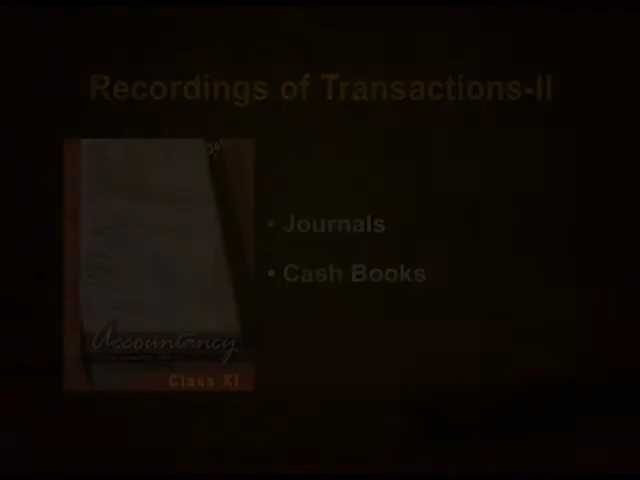 Recordings of Transactions-II
• Journals
• Cash Books
Accountancy
Class XI